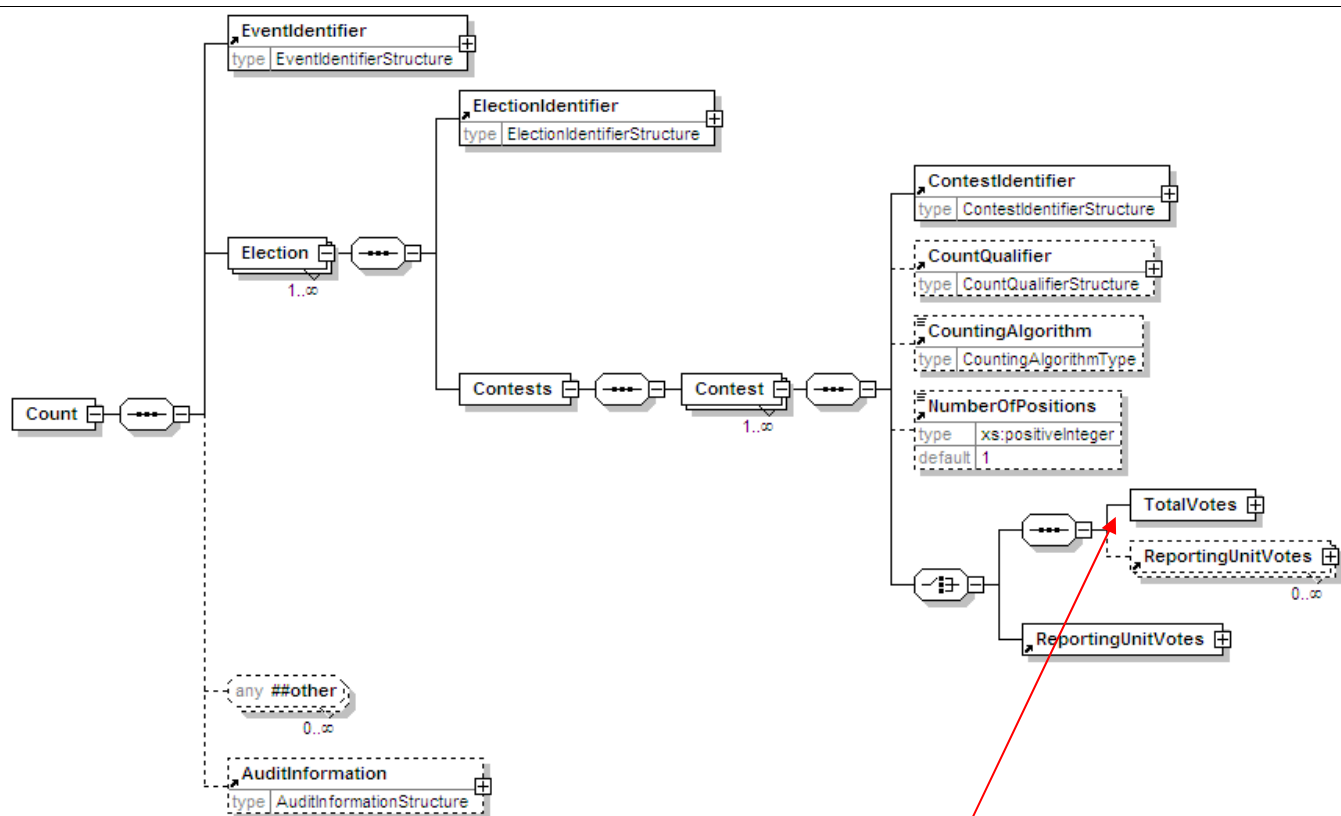 EventIdentifier
type EventIdentifierStructure
ElectionIdentifier
type ElectionIdentifierStructure
ContestIdentifier
type ContestIdentifierStructure
Election
1..∞
CountQualifier
type CountQualifierStructure
CountingAlgorithm
type CountingAlgorithmType
Count
Contests
Contest
1..∞
NumberOfPositions
type xs:positiveInteger
default 1
TotalVotes
ReportingUnitVotes
0..∞
ReportingUnitVotes
any ##other
0..∞
AuditInformation
type AuditInformationStructure